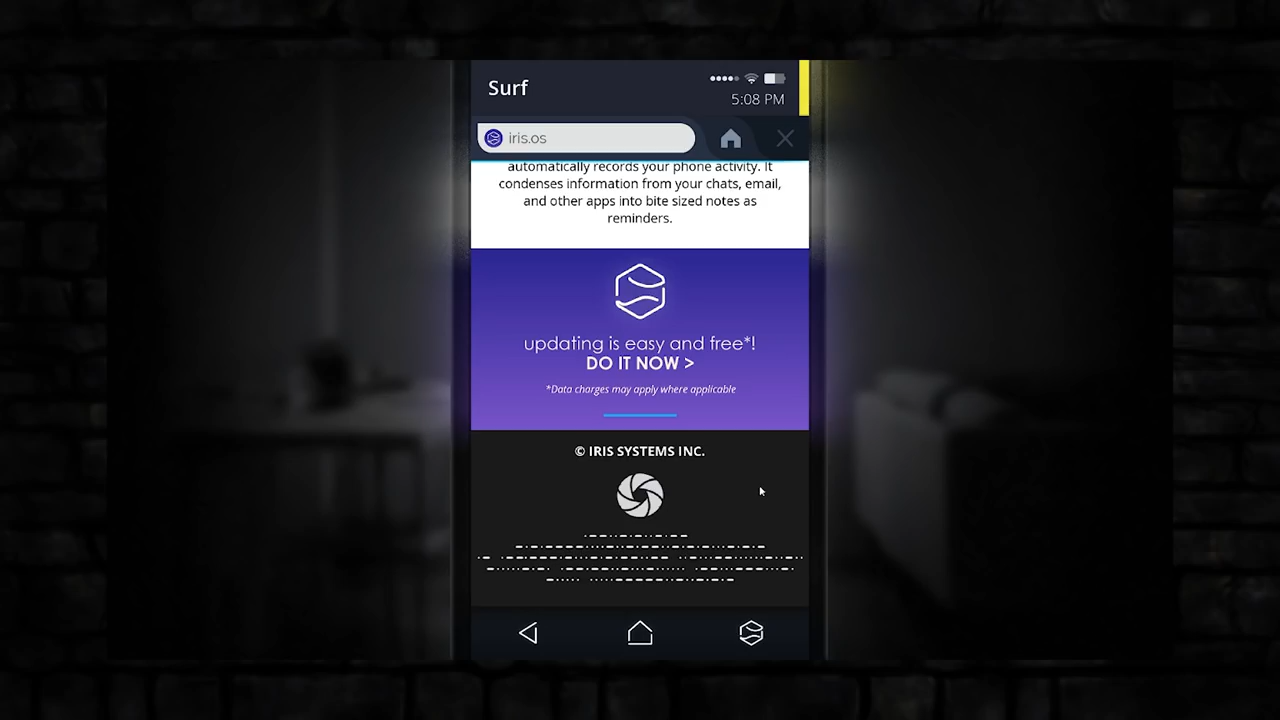 Surf
5:08 PM
iris.os
automatically records your phone activity. It
condenses information from your chats, email,
and other apps into bite sized notes as
reminders.
updating is easy and free*!
DO IT NOW >
*Data charges may apply where applicable
© IRIS SYSTEMS INC.